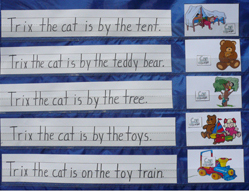 Trix the cat is by the tent.
Trix the cat is by the teddy bear.
Trix the cat is by the tree.
Trix the cat is by the toys.
Trix the cat is on the toy train.